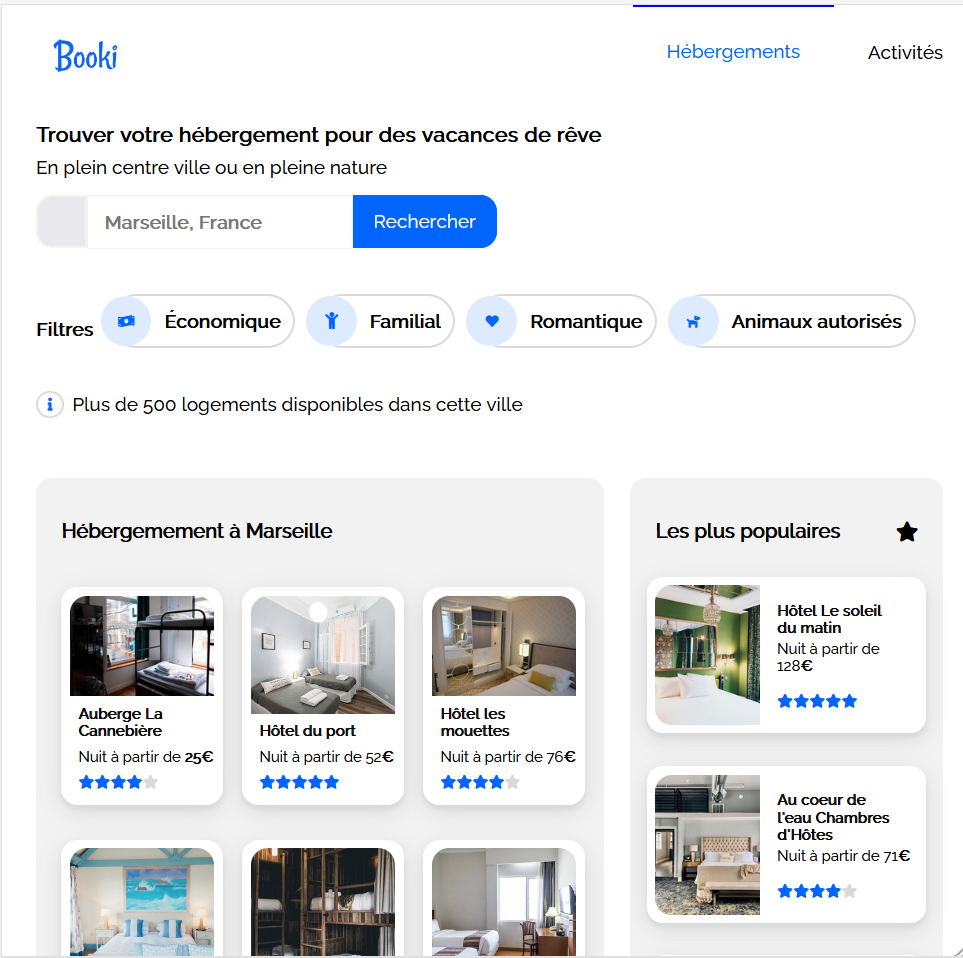 Booki
Hébergements
Activités
Trouver votre hébergement pour des vacances de rêve
En plein centre ville ou en pleine nature
Marseille, France
Rechercher
Filtres
Économique
Familial
Romantique
Animaux autorisés
Plus de 500 logements disponibles dans cette ville
Hébergemement à Marseille
Auberge La
Cannebière
Nuit à partir de 25€
Hôtel du port
Nuit à partir de 52€
Hôtel les
mouettes
Nuit à partir de 76€
Les plus populaires
Hôtel Le soleil
du matin
Nuit à partir de
128€
Au coeur de
l'eau Chambres
d'Hôtes
Nuit à partir de 71€